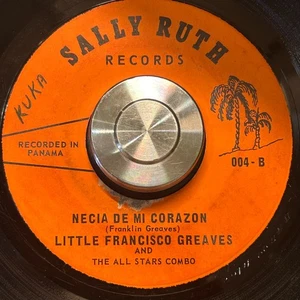 SALLY RUTH
RECORDS
KUKA
RECORDED IN
PANAMA
004-B
NECIA DE MI CORAZON
(Franklin Greaves)
LITTLE FRANCISCO GREAVES
AND
THE ALL STARS COMBO